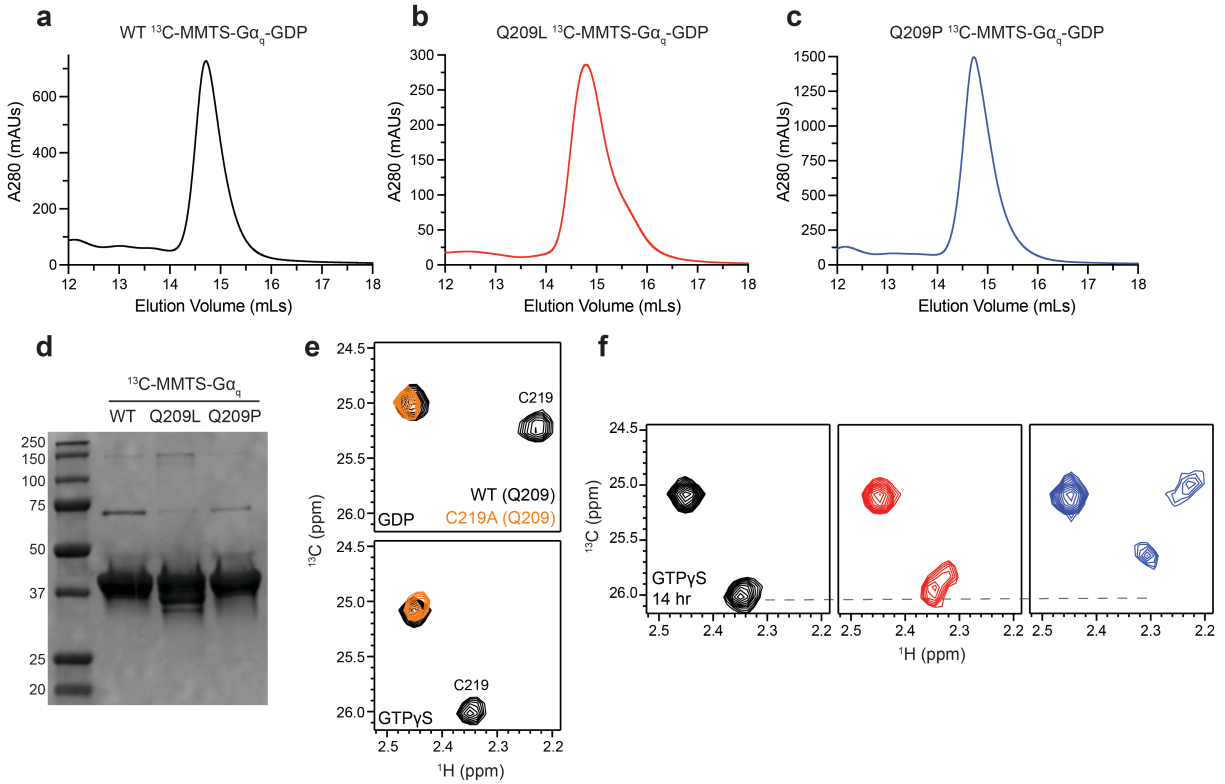 a
WT ¹³C-MMTS-Gαq-GDP
A280 (mAUs)
600
400
200
0
12 13 14 15 16 17 18
Elution Volume (mLs)
b
Q209L ¹³C-MMTS-Gαq-GDP
A280 (mAUs)
300
250
200
150
100
50
0
12 13 14 15 16 17 18
Elution Volume (mLs)
c
Q209P ¹³C-MMTS-Gαq-GDP
A280 (mAUs)
1500
1250
1000
750
500
250
0
12 13 14 15 16 17 18
Elution Volume (mLs)
d
¹³C-MMTS-Gαq
WT Q209L Q209P
250
150
100
75
50
37
25
20
e
24.5
25.0
25.5
26.0
C219
WT (Q209)
C219A (Q209)
GDP
¹³C (ppm)
24.5
25.0
25.5
26.0
C219
GTPγS
2.5 2.4 2.3 2.2
¹H (ppm)
f
¹³C (ppm)
24.5
25.0
25.5
26.0
GTPγS
14 hr
2.5 2.4 2.3 2.2
2.5 2.4 2.3 2.2
2.5 2.4 2.3 2.2
¹H (ppm)